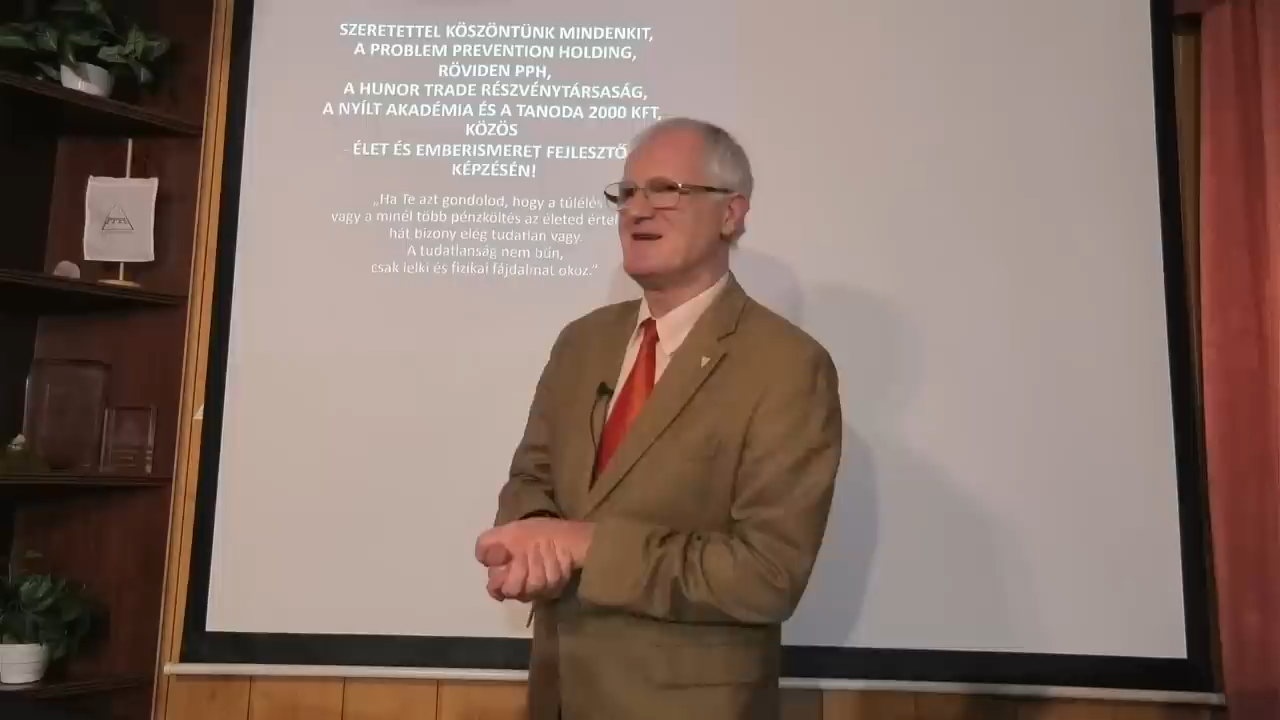 SZERETETTEL KÖSZÖNTÜNK MINDENKIT,
A PROBLEM PREVENTION HOLDING,
RÖVIDEN PPH,
A HUNOR TRADE RÉSZVÉNYTÁRSASÁG,
A NYÍLT AKADÉMIA ÉS A TANODA 2000 KFT,
KÖZÖS
ÉLET ÉS EMBERISMERET FEJLESZTŐ
KÉPZÉSÉN!
„Ha Te azt gondolod, hogy a túlélés
vagy a minél több pénzköltés az életed
hát bizony elég tudatlan vagy.
A tudatlanság nem bűn,
csak lelki és fizikai fájdalmat okoz."